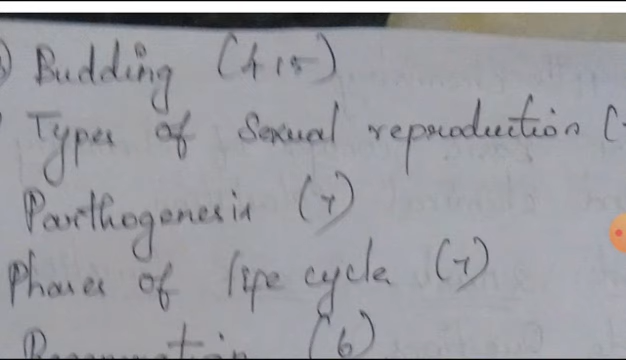 Budding (4 15)
Types of Sexual reproduction (
Parthogenesis (7)
Phases of life cycle (7)
(6)